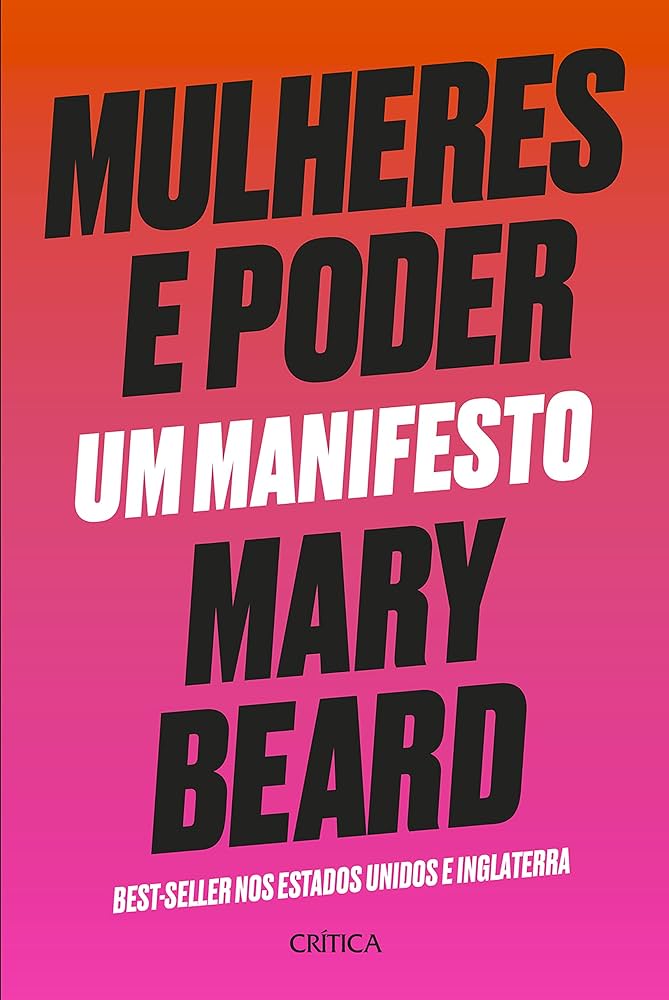 MULHERES
E PODER
UM MANIFESTO
MARY
BEARD
BEST-SELLER NOS ESTADOS UNIDOS E INGLATERRA
CRÍTICA